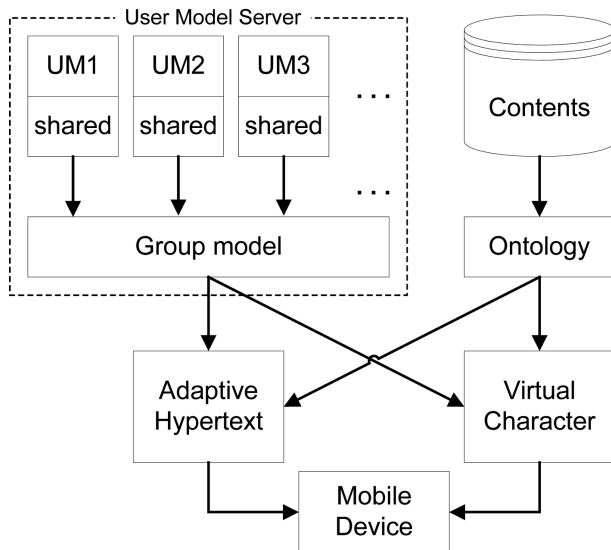 User Model Server
UM1 UM2 UM3
. . .
Contents
shared shared shared
. . .
Group model
Ontology
Adaptive
Hypertext
Virtual
Character
Mobile
Device